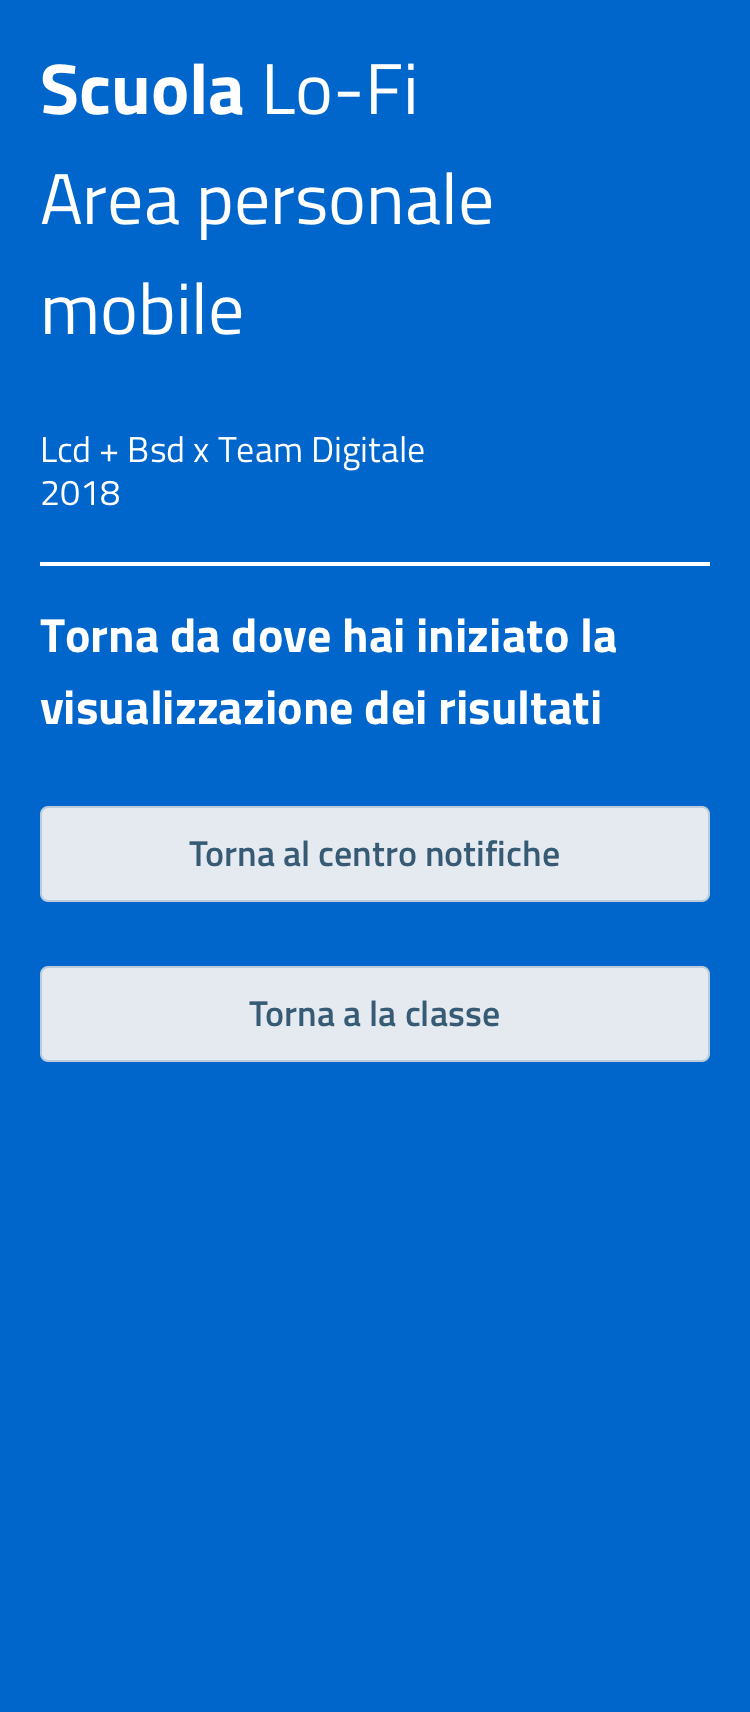 Scuola Lo-Fi
Area personale
mobile
Lcd + Bsd x Team Digitale
2018
Torna da dove hai iniziato la
visualizzazione dei risultati
Torna al centro notifiche
Torna a la classe